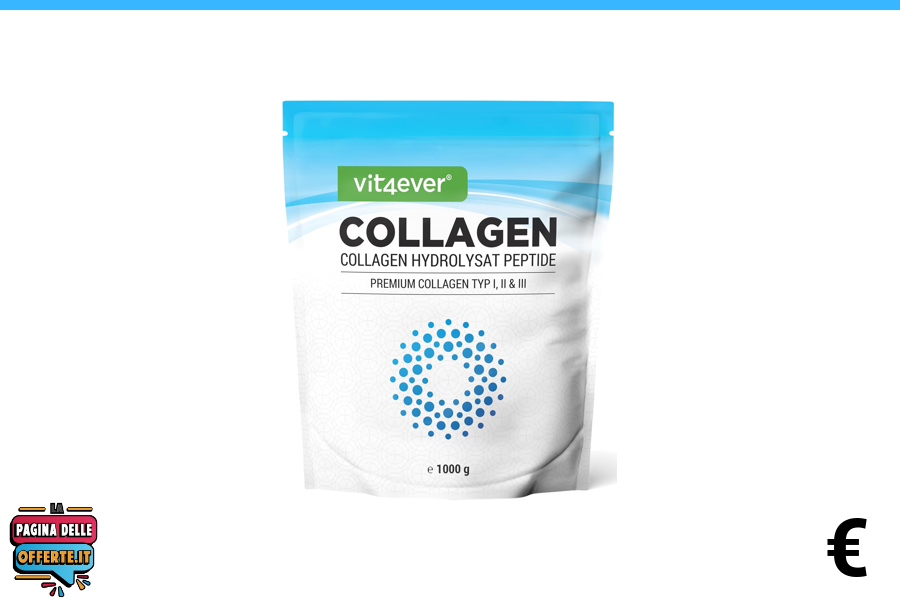 vit4ever®
COLLAGEN
COLLAGEN HYDROLYSAT PEPTIDE
PREMIUM COLLAGEN TYP I, II & III
℮ 1000 g
LA
PAGINA DELLE
OFFERTE.IT
€